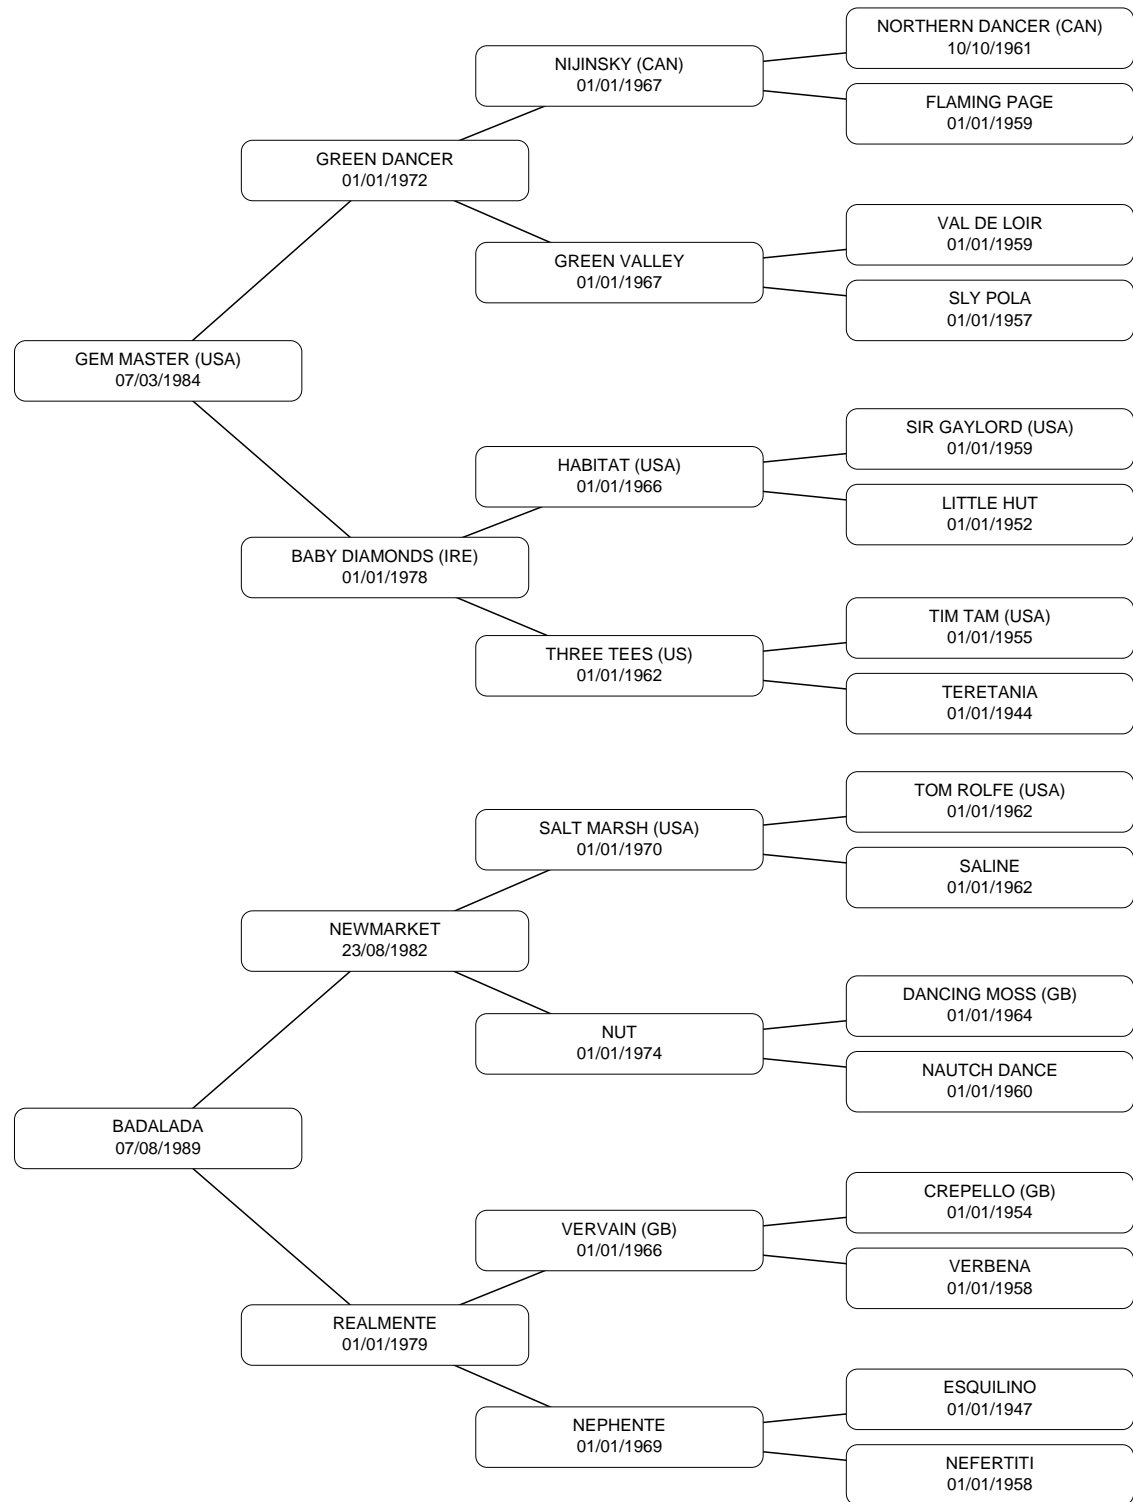 NORTHERN DANCER (CAN)
10/10/1961
NIJINSKY (CAN)
01/01/1967
FLAMING PAGE
01/01/1959
GREEN DANCER
01/01/1972
VAL DE LOIR
01/01/1959
GREEN VALLEY
01/01/1967
SLY POLA
01/01/1957
GEM MASTER (USA)
07/03/1984
SIR GAYLORD (USA)
01/01/1959
HABITAT (USA)
01/01/1966
LITTLE HUT
01/01/1952
BABY DIAMONDS (IRE)
01/01/1978
TIM TAM (USA)
01/01/1955
THREE TEES (US)
01/01/1962
TERETANIA
01/01/1944
TOM ROLFE (USA)
01/01/1962
SALT MARSH (USA)
01/01/1970
SALINE
01/01/1962
NEWMARKET
23/08/1982
DANCING MOSS (GB)
01/01/1964
NUT
01/01/1974
NAUTCH DANCE
01/01/1960
BADALADA
07/08/1989
CREPELLO (GB)
01/01/1954
VERVAIN (GB)
01/01/1966
VERBENA
01/01/1958
REALMENTE
01/01/1979
ESQUILINO
01/01/1947
NEPHENTE
01/01/1969
NEFERTITI
01/01/1958